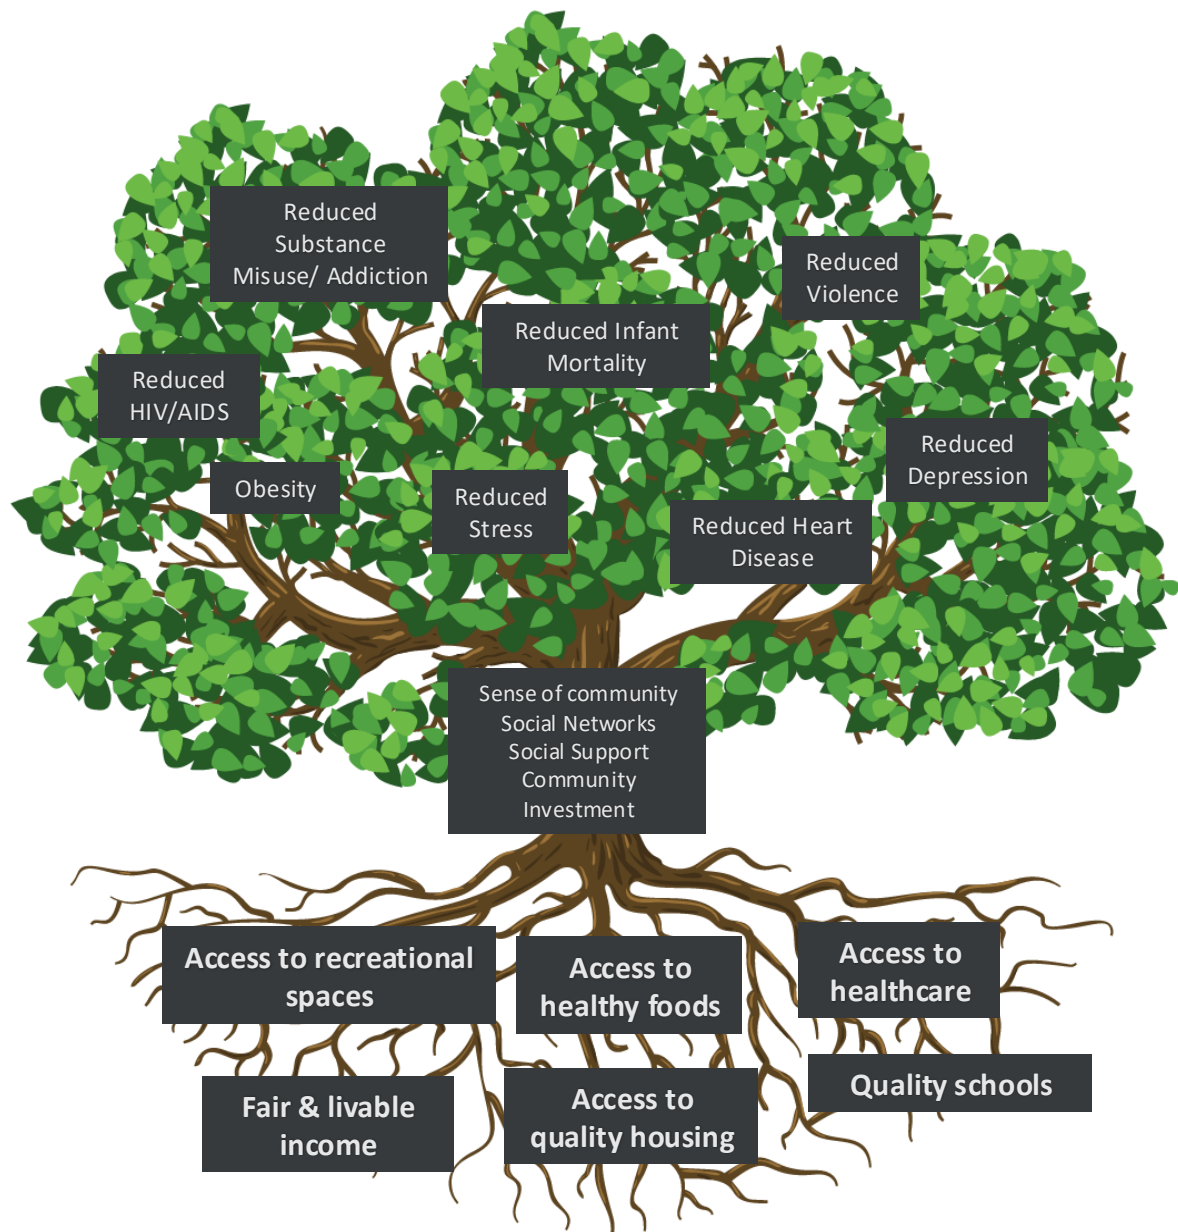 Reduced
Substance
Misuse/ Addiction
Reduced
Violence
Reduced Infant
Mortality
Reduced
HIV/AIDS
Reduced
Depression
Obesity
Reduced
Stress
Reduced Heart
Disease
Sense of community
Social Networks
Social Support
Community
Investment
Access to recreational
spaces
Access to
healthy foods
Access to
healthcare
Fair & livable
income
Access to
quality housing
Quality schools